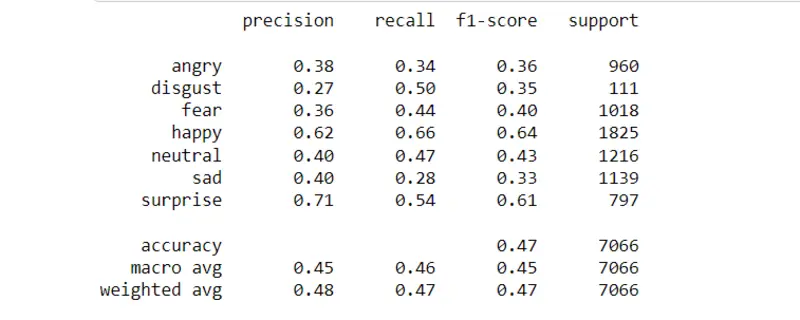 precision recall f1-score support
angry 0.38 0.34 0.36 960
disgust 0.27 0.50 0.35 111
fear 0.36 0.44 0.40 1018
happy 0.62 0.66 0.64 1825
neutral 0.40 0.47 0.43 1216
sad 0.40 0.28 0.33 1139
surprise 0.71 0.54 0.61 797
accuracy 0.47 7066
macro avg 0.45 0.46 0.45 7066
weighted avg 0.48 0.47 0.47 7066